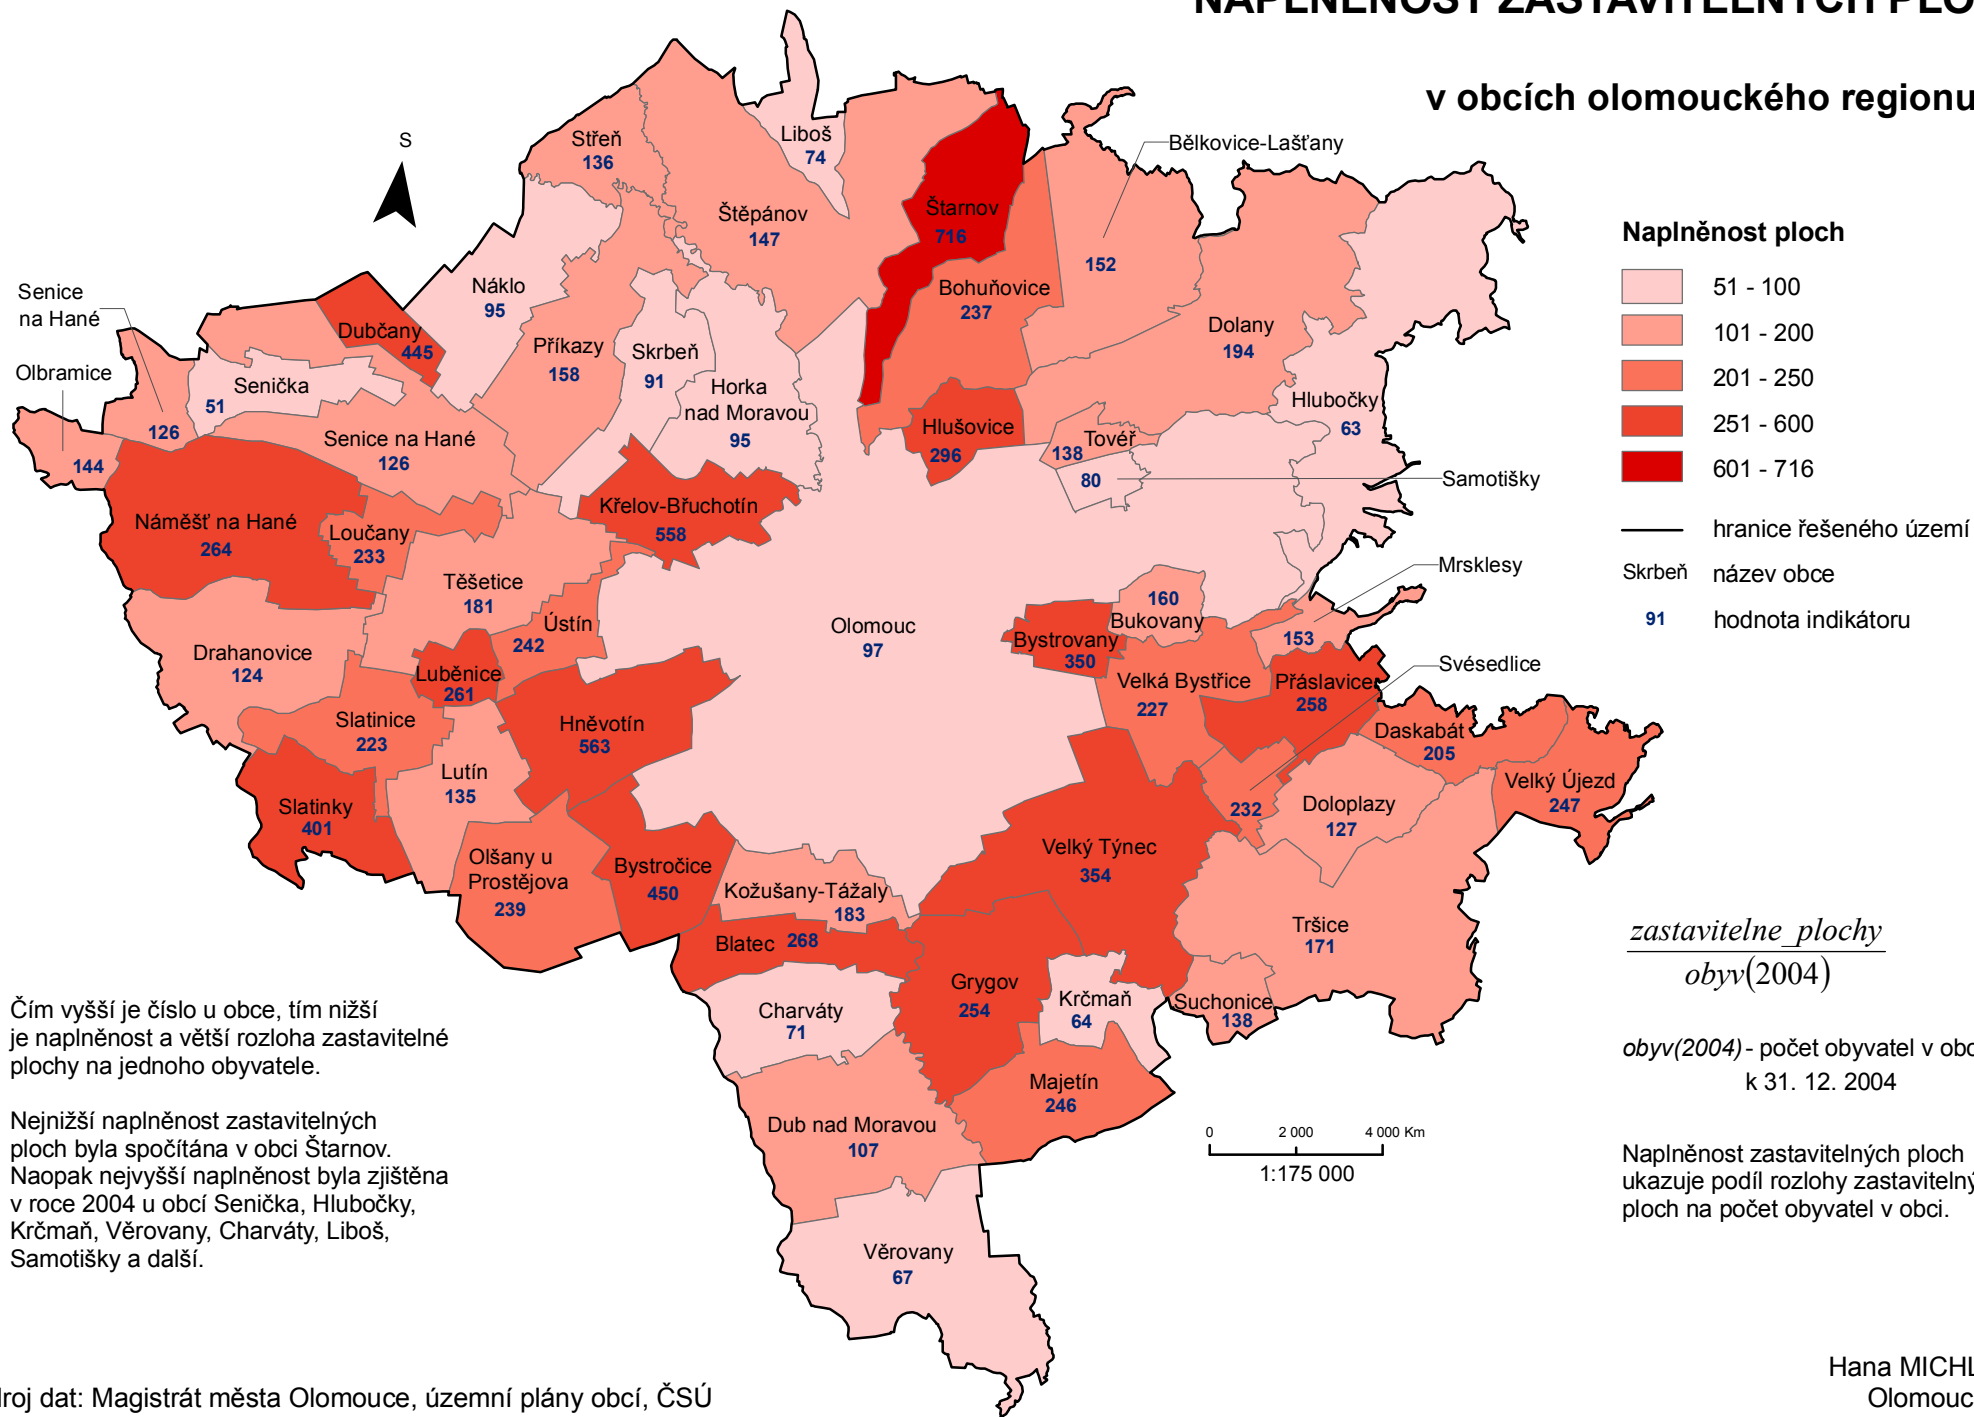 NAPLNĚNOST ZASTAVITELNÝCH
v obcích olomouckého regionu
S
Liboš
74
Střeň
136
Bělkovice-Lašťany
152
Štěpánov
147
Štarnov
716
Náklo
95
Bohuňovice
237
Senice
na Hané
126
Dubčany
445
Příkazy
158
Skrbeň
91
Dolany
194
Olbramice
144
Senička
51
Horka
nad Moravou
95
Hlubočky
63
Senice na Hané
126
Hlušovice
296
Tovéř
138
80
Samotišky
Náměšť na Hané
264
Loučany
233
Křelov-Břuchotín
558
Těšetice
181
Mrsklesy
153
160
Bukovany
Ústín
242
Olomouc
97
Bystrovany
350
Drahanovice
124
Luběnice
261
Velká Bystřice
227
Přáslavice
258
Svésedlice
232
Slatinice
223
Hněvotín
563
Daskabát
205
Lutín
135
Velký Újezd
247
Slatinky
401
Doloplazy
127
Olšany u
Prostějova
239
Bystročice
450
Velký Týnec
354
Kožušany-Tážaly
183
Blatec 268
Tršice
171
Grygov
254
Krčmaň
64
Suchonice
138
Charváty
71
Majetín
246
Dub nad Moravou
107
Věrovany
67
Naplněnost ploch
51 - 100
101 - 200
201 - 250
251 - 600
601 - 716
hranice řešeného území
Skrbeň název obce
91 hodnota indikátoru
zastavitelne_plochy
obyv(2004)
obyv(2004) - počet obyvatel v
k 31. 12. 2004
Naplněnost zastavitelných ploch
ukazuje podíl rozlohy
ploch na počet obyvatel v obci.
0 2 000 4 000 Km
1:175 000
Čím vyšší je číslo u obce, tím nižší
je naplněnost a větší rozloha zastavitelné
plochy na jednoho obyvatele.
Nejnižší naplněnost zastavitelných
ploch byla spočítána v obci Štarnov.
Naopak nejvyšší naplněnost byla zjištěna
v roce 2004 u obcí Senička, Hlubočky,
Krčmaň, Věrovany, Charváty, Liboš,
Samotišky a další.
dat: Magistrát města Olomouce, územní plány obcí, ČSÚ
Hana
Olomouc